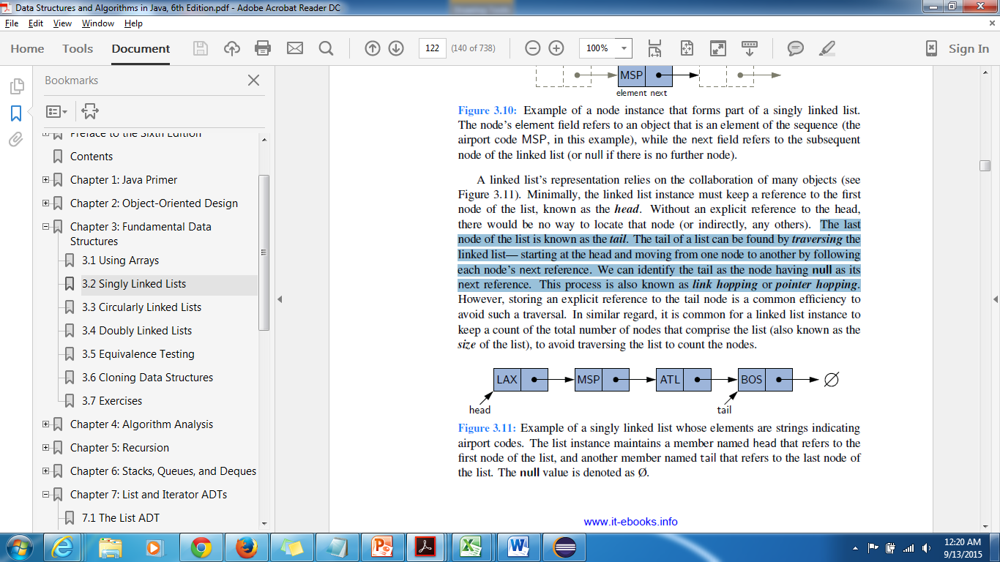 Data Structures and Algorithms in Java, 6th Edition.pdf - Adobe Acrobat Reader DC
File Edit View Window Help
Home Tools Document 122 (140 of 738) 100% Sign In
Bookmarks
Preface to the Sixth Edition
Contents
Chapter 1: Java Primer
Chapter 2: Object-Oriented Design
Chapter 3: Fundamental Data
Structures
3.1 Using Arrays
3.2 Singly Linked Lists
3.3 Circularly Linked Lists
3.4 Doubly Linked Lists
3.5 Equivalence Testing
3.6 Cloning Data Structures
3.7 Exercises
Chapter 4: Algorithm Analysis
Chapter 5: Recursion
Chapter 6: Stacks, Queues, and Deques
Chapter 7: List and Iterator ADTs
7.1 The List ADT
MSP
element next
Figure 3.10: Example of a node instance that forms part of a singly linked list.
The node's element field refers to an object that is an element of the sequence (the
airport code MSP, in this example), while the next field refers to the subsequent
node of the linked list (or null if there is no further node).
A linked list's representation relies on the collaboration of many objects (see
Figure 3.11). Minimally, the linked list instance must keep a reference to the first
node of the list, known as the head. Without an explicit reference to the head,
there would be no way to locate that node (or indirectly, any others). The last
node of the list is known as the tail. The tail of a list can be found by traversing the
linked list— starting at the head and moving from one node to another by following
each node's next reference. We can identify the tail as the node having null as its
next reference. This process is also known as link hopping or pointer hopping.
However, storing an explicit reference to the tail node is a common efficiency to
avoid such a traversal. In similar regard, it is common for a linked list instance to
keep a count of the total number of nodes that comprise the list (also known as the
size of the list), to avoid traversing the list to count the nodes.
LAX MSP ATL BOS Ø
head tail
Figure 3.11: Example of a singly linked list whose elements are strings indicating
airport codes. The list instance maintains a member named head that refers to the
first node of the list, and another member named tail that refers to the last node of
the list. The null value is denoted as Ø.
www.it-ebooks.info
12:20 AM
9/13/2015